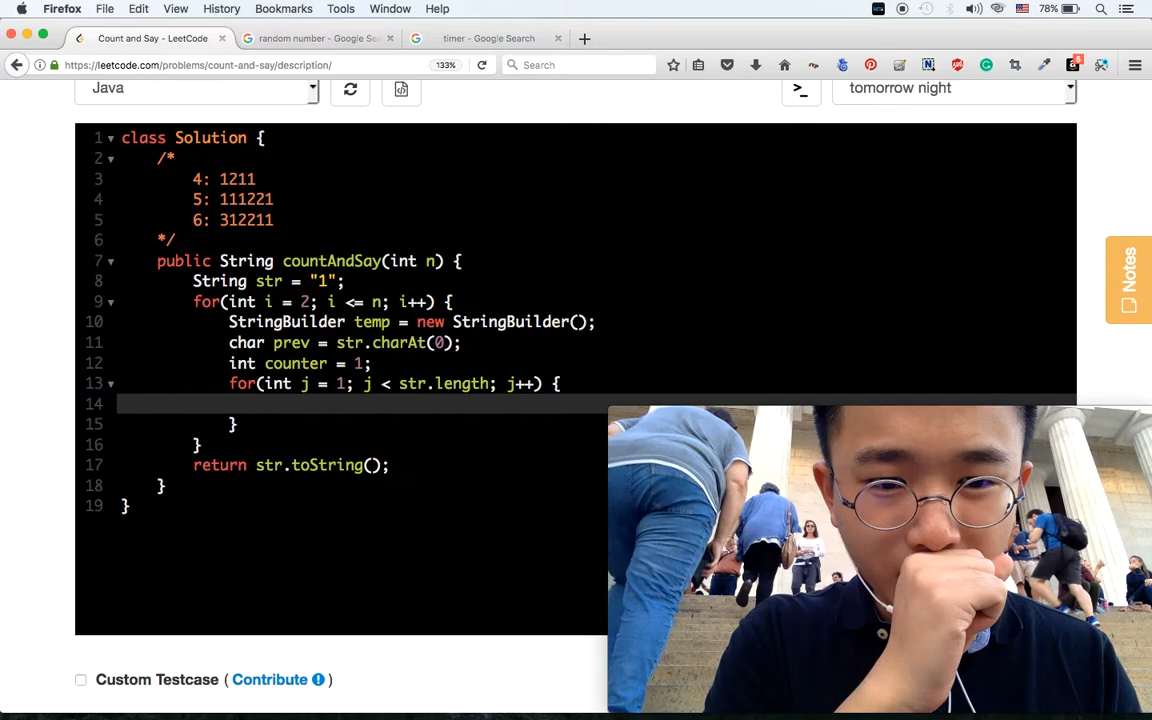 Firefox File Edit View History Bookmarks Tools Window Help 78%
Count and Say - LeetCode random number - Google Sea timer - Google Search
https://leetcode.com/problems/count-and-say/description/ 133% Search
Java >_ tomorrow night
1 class Solution {
2 /*
3 4: 1211
4 5: 111221
5 6: 312211
6 */
7 public String countAndSay(int n) {
8 String str = "1";
9 for(int i = 2; i <= n; i++) {
10 StringBuilder temp = new StringBuilder();
11 char prev = str.charAt(0);
12 int counter = 1;
13 for(int j = 1; j < str.length; j++) {
14
15 }
16 }
17 return str.toString();
18 }
19 }
Notes
Custom Testcase ( Contribute )